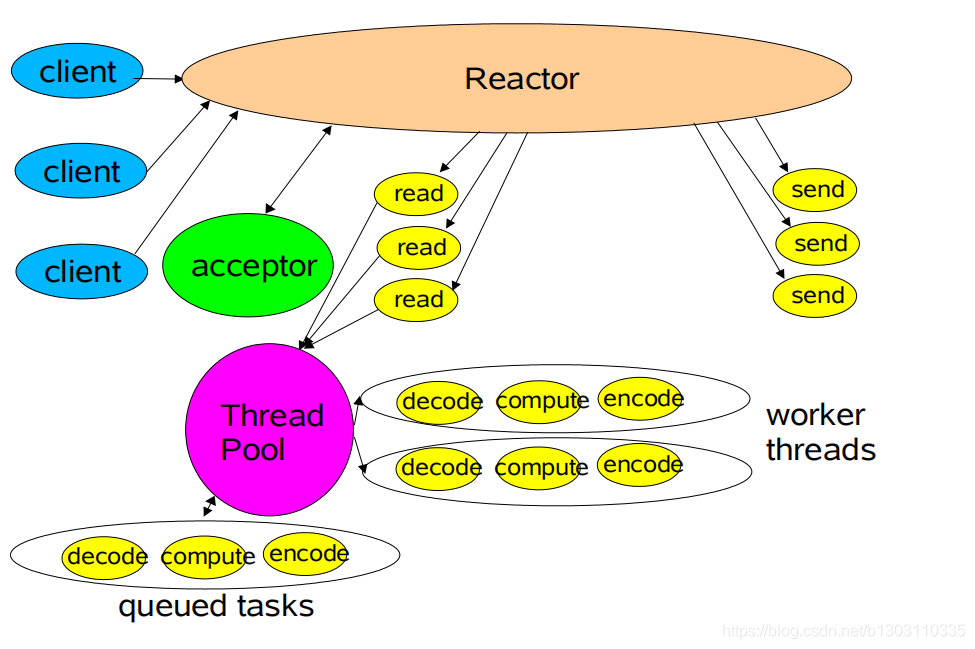 client
Reactor
client
client
acceptor
read
read
read
send
send
send
Thread
Pool
decode
compute
encode
decode
compute
encode
worker
threads
decode
compute
encode
queued tasks
https://blog.csdn.net/b1303110335